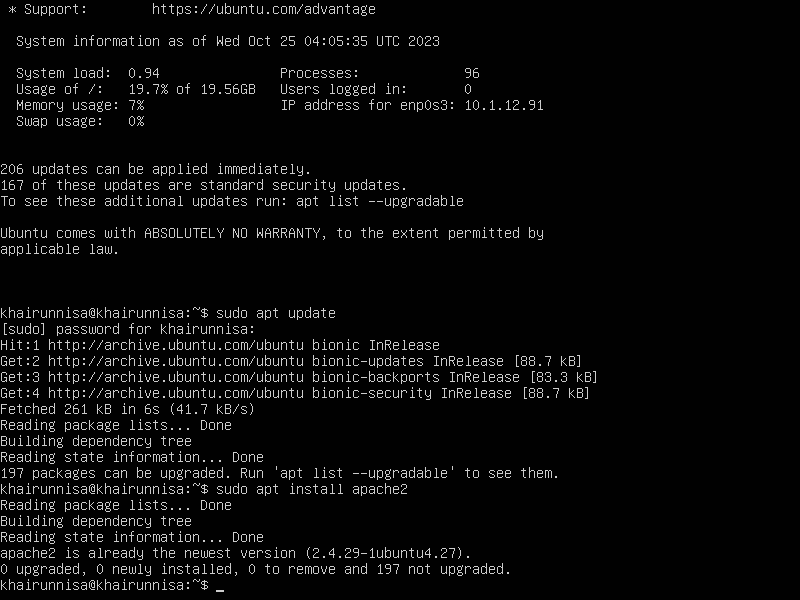 * Support:        https://ubuntu.com/advantage

  System information as of Wed Oct 25 04:05:35 UTC 2023

  System load:  0.94               Processes:             96
  Usage of /:   19.7% of 19.56GB   Users logged in:       0
  Memory usage: 7%                 IP address for enp0s3: 10.1.12.91
  Swap usage:   0%


206 updates can be applied immediately.
167 of these updates are standard security updates.
To see these additional updates run: apt list --upgradable

Ubuntu comes with ABSOLUTELY NO WARRANTY, to the extent permitted by
applicable law.



khairunnisa@khairunnisa:~$ sudo apt update
[sudo] password for khairunnisa:
Hit:1 http://archive.ubuntu.com/ubuntu bionic InRelease
Get:2 http://archive.ubuntu.com/ubuntu bionic-updates InRelease [88.7 kB]
Get:3 http://archive.ubuntu.com/ubuntu bionic-backports InRelease [83.3 kB]
Get:4 http://archive.ubuntu.com/ubuntu bionic-security InRelease [88.7 kB]
Fetched 261 kB in 6s (41.7 kB/s)
Reading package lists... Done
Building dependency tree
Reading state information... Done
197 packages can be upgraded. Run 'apt list --upgradable' to see them.
khairunnisa@khairunnisa:~$ sudo apt install apache2
Reading package lists... Done
Building dependency tree
Reading state information... Done
apache2 is already the newest version (2.4.29-1ubuntu4.27).
0 upgraded, 0 newly installed, 0 to remove and 197 not upgraded.
khairunnisa@khairunnisa:~$ _